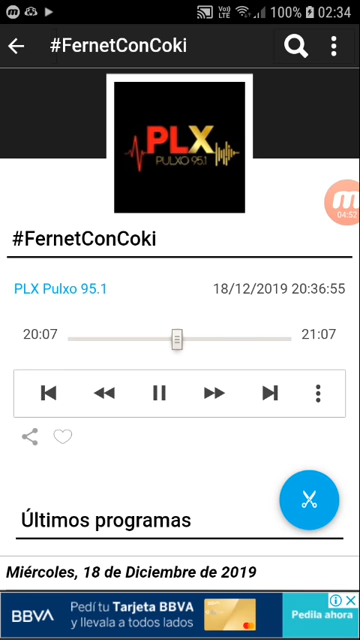 100% 02:34
#FernetConCoki
PLX
PULXO 95.1
04:52
#FernetConCoki
PLX Pulxo 95.1 18/12/2019 20:36:55
20:07 21:07
Últimos programas
Miércoles, 18 de Diciembre de 2019
BBVA
Pedí tu Tarjeta BBVA
y llevala a todos lados
Pedila ahora